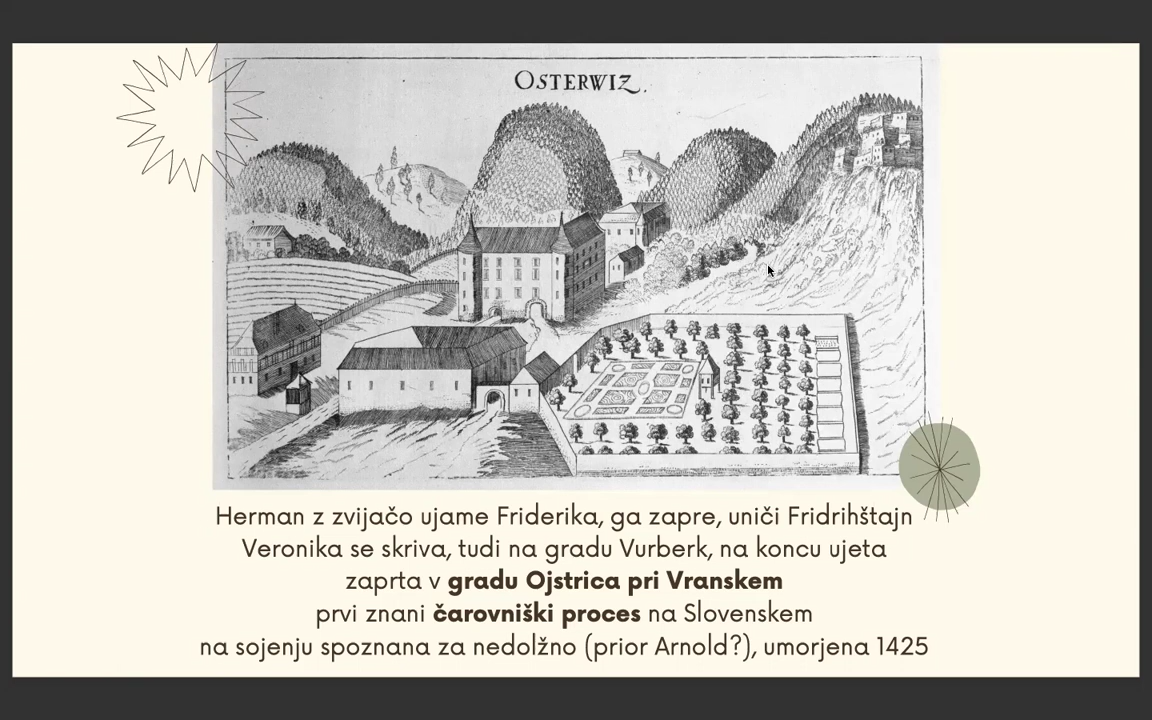 OSTERWIZ.
Herman z zvijačo ujame Friderika, ga zapre, uniči Fridrihštajn
Veronika se skriva, tudi na gradu Vurberk, na koncu ujeta
zaprta v gradu Ojstrica pri Vranskem
prvi znani čarovniški proces na Slovenskem
na sojenju spoznana za nedolžno (prior Arnold?), umorjena 1425